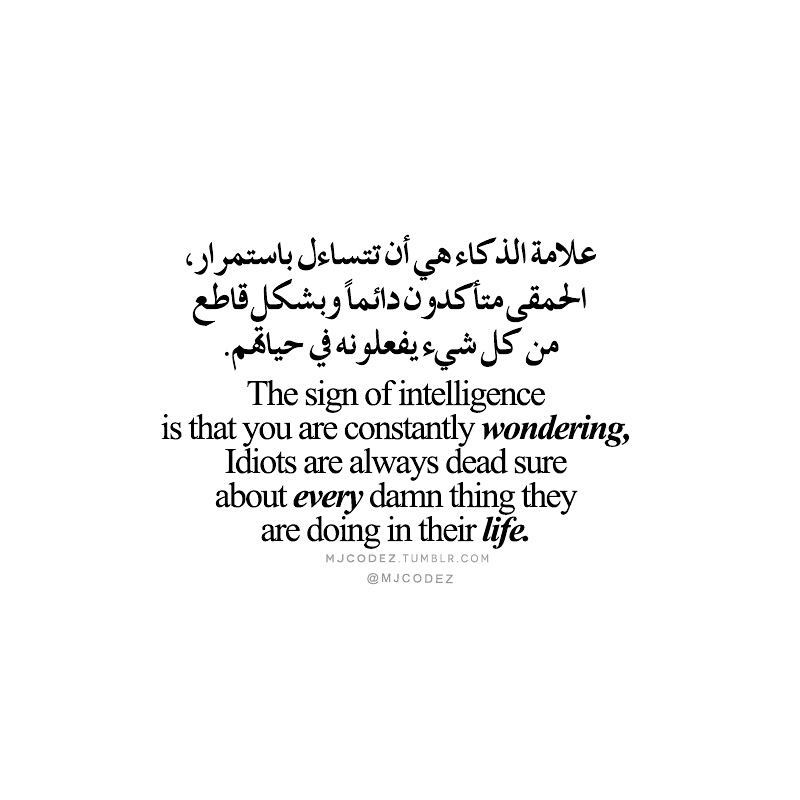 علامة الذكاء هي أن تتساءل باستمرار،
الحمقى متأكدون دائماً وبشكل قاطع
من كل شيء يفعلونه في حياتهم.
The sign of intelligence
is that you are constantly wondering,
Idiots are always dead sure
about every damn thing they
are doing in their life.
MJCODEZ.TUMBLR.COM
@MJCODEZ